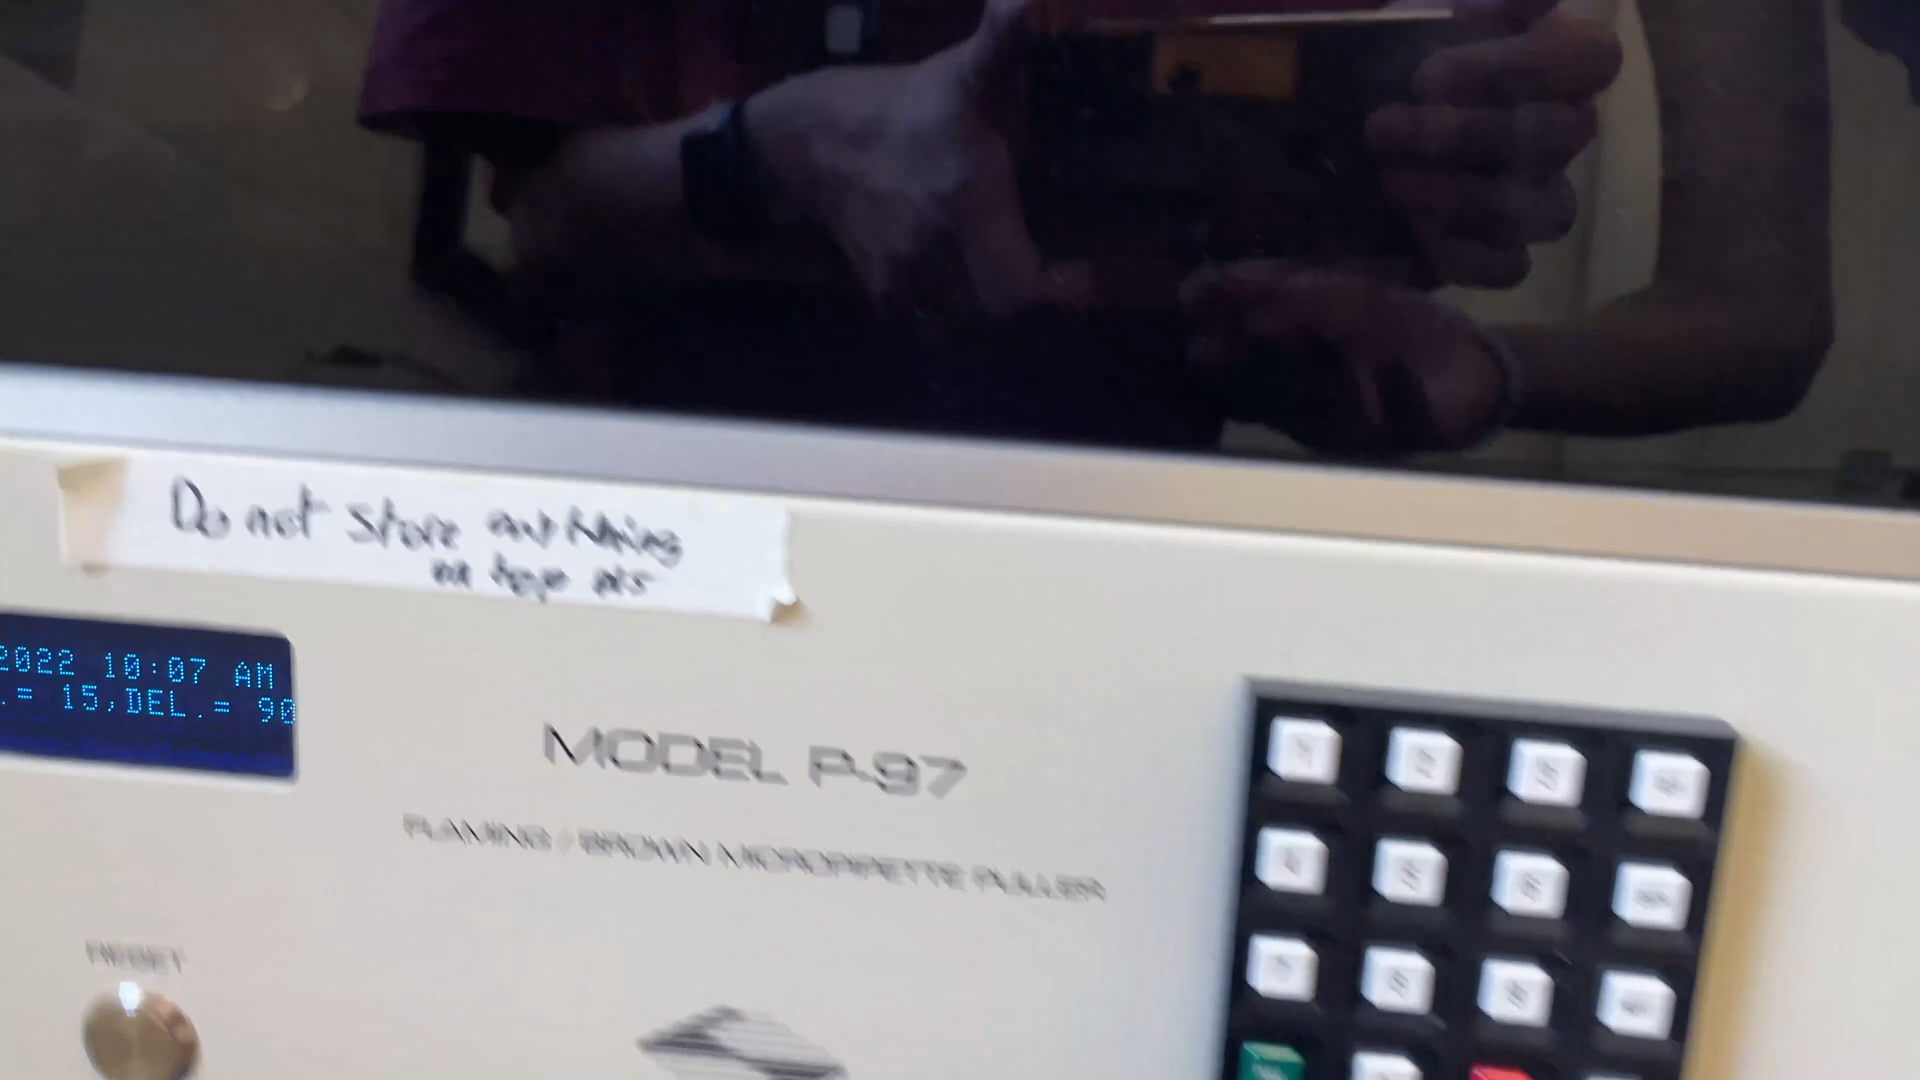 Do not store anything
on top
2022 10:07 AM
.= 15,DEL.= 90
MODEL P-97
FLAMING / BROWN MICROPIPETTE PULLER
RESET